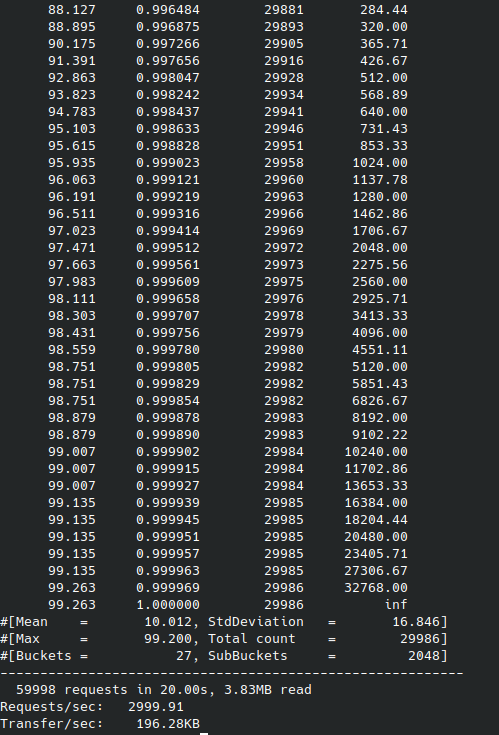 88.127 0.996484 29881 284.44
88.895 0.996875 29893 320.00
90.175 0.997266 29905 365.71
91.391 0.997656 29916 426.67
92.863 0.998047 29928 512.00
93.823 0.998242 29934 568.89
94.783 0.998437 29941 640.00
95.103 0.998633 29946 731.43
95.615 0.998828 29951 853.33
95.935 0.999023 29958 1024.00
96.063 0.999121 29960 1137.78
96.191 0.999219 29963 1280.00
96.511 0.999316 29966 1462.86
97.023 0.999414 29969 1706.67
97.471 0.999512 29972 2048.00
97.663 0.999561 29973 2275.56
97.983 0.999609 29975 2560.00
98.111 0.999658 29976 2925.71
98.303 0.999707 29978 3413.33
98.431 0.999756 29979 4096.00
98.559 0.999780 29980 4551.11
98.751 0.999805 29982 5120.00
98.751 0.999829 29982 5851.43
98.751 0.999854 29982 6826.67
98.879 0.999878 29983 8192.00
98.879 0.999890 29983 9102.22
99.007 0.999902 29984 10240.00
99.007 0.999915 29984 11702.86
99.007 0.999927 29984 13653.33
99.135 0.999939 29985 16384.00
99.135 0.999945 29985 18204.44
99.135 0.999951 29985 20480.00
99.135 0.999957 29985 23405.71
99.135 0.999963 29985 27306.67
99.263 0.999969 29986 32768.00
99.263 1.000000 29986 inf
#[Mean = 10.012, StdDeviation = 16.846]
#[Max = 99.200, Total count = 29986]
#[Buckets = 27, SubBuckets = 2048]
----------------------------------------------------------
59998 requests in 20.00s, 3.83MB read
Requests/sec: 2999.91
Transfer/sec: 196.28KB